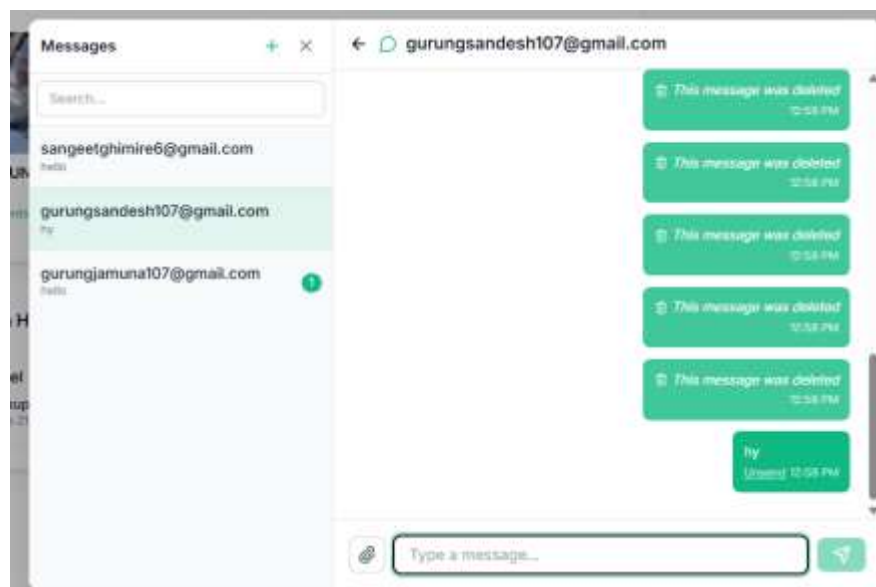 Messages
+ ×
Search...
sangeetghimire6@gmail.com
hello
gurungsandesh107@gmail.com
hy
gurungjamuna107@gmail.com
hello
1
gurungsandesh107@gmail.com
This message was deleted
12:58 PM
This message was deleted
12:58 PM
This message was deleted
12:58 PM
This message was deleted
12:58 PM
This message was deleted
12:58 PM
hy
Unsend 12:58 PM
Type a message...